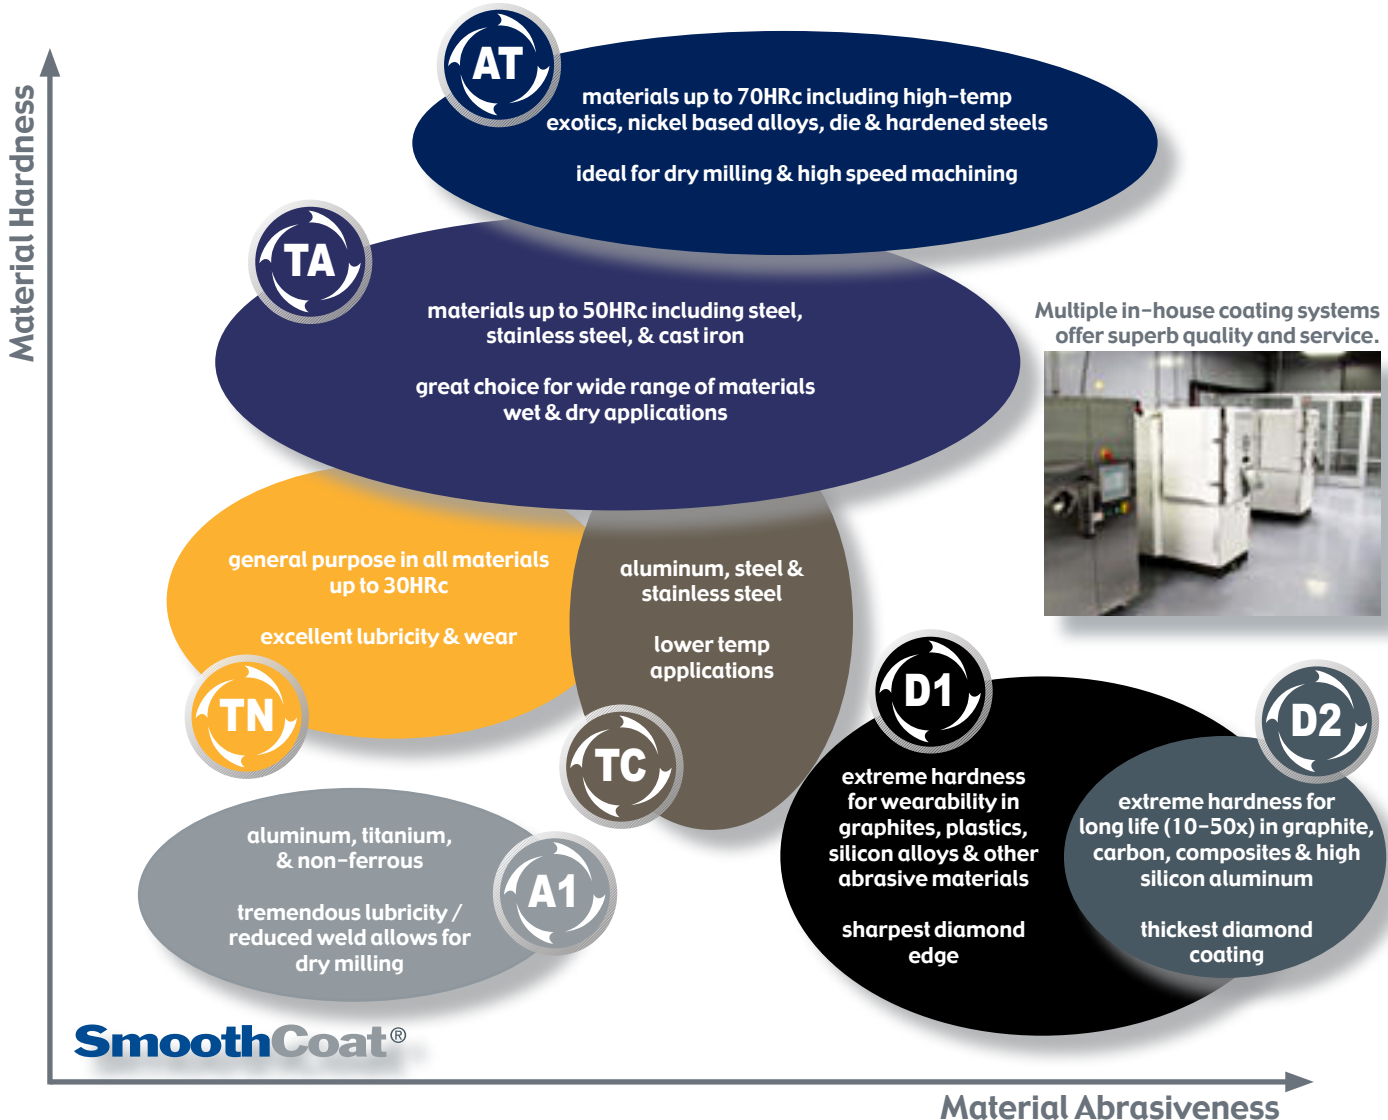 Material Hardness
AT
materials up to 70HRc including high-temp
exotics, nickel based alloys, die & hardened steels
ideal for dry milling & high speed machining
TA
materials up to 50HRc including steel,
stainless steel, & cast iron
great choice for wide range of materials
wet & dry applications
Multiple in-house coating systems
offer superb quality and service.
general purpose in all materials
up to 30HRc
excellent lubricity & wear
TN
aluminum, steel &
stainless steel
lower temp
applications
TC
D1
extreme hardness
for wearability in
graphites, plastics,
silicon alloys & other
abrasive materials
sharpest diamond
edge
D2
extreme hardness for
long life (10-50x) in graphite,
carbon, composites & high
silicon aluminum
thickest diamond
coating
aluminum, titanium,
& non-ferrous
tremendous lubricity /
reduced weld allows for
dry milling
A1
SmoothCoat®
Material Abrasiveness